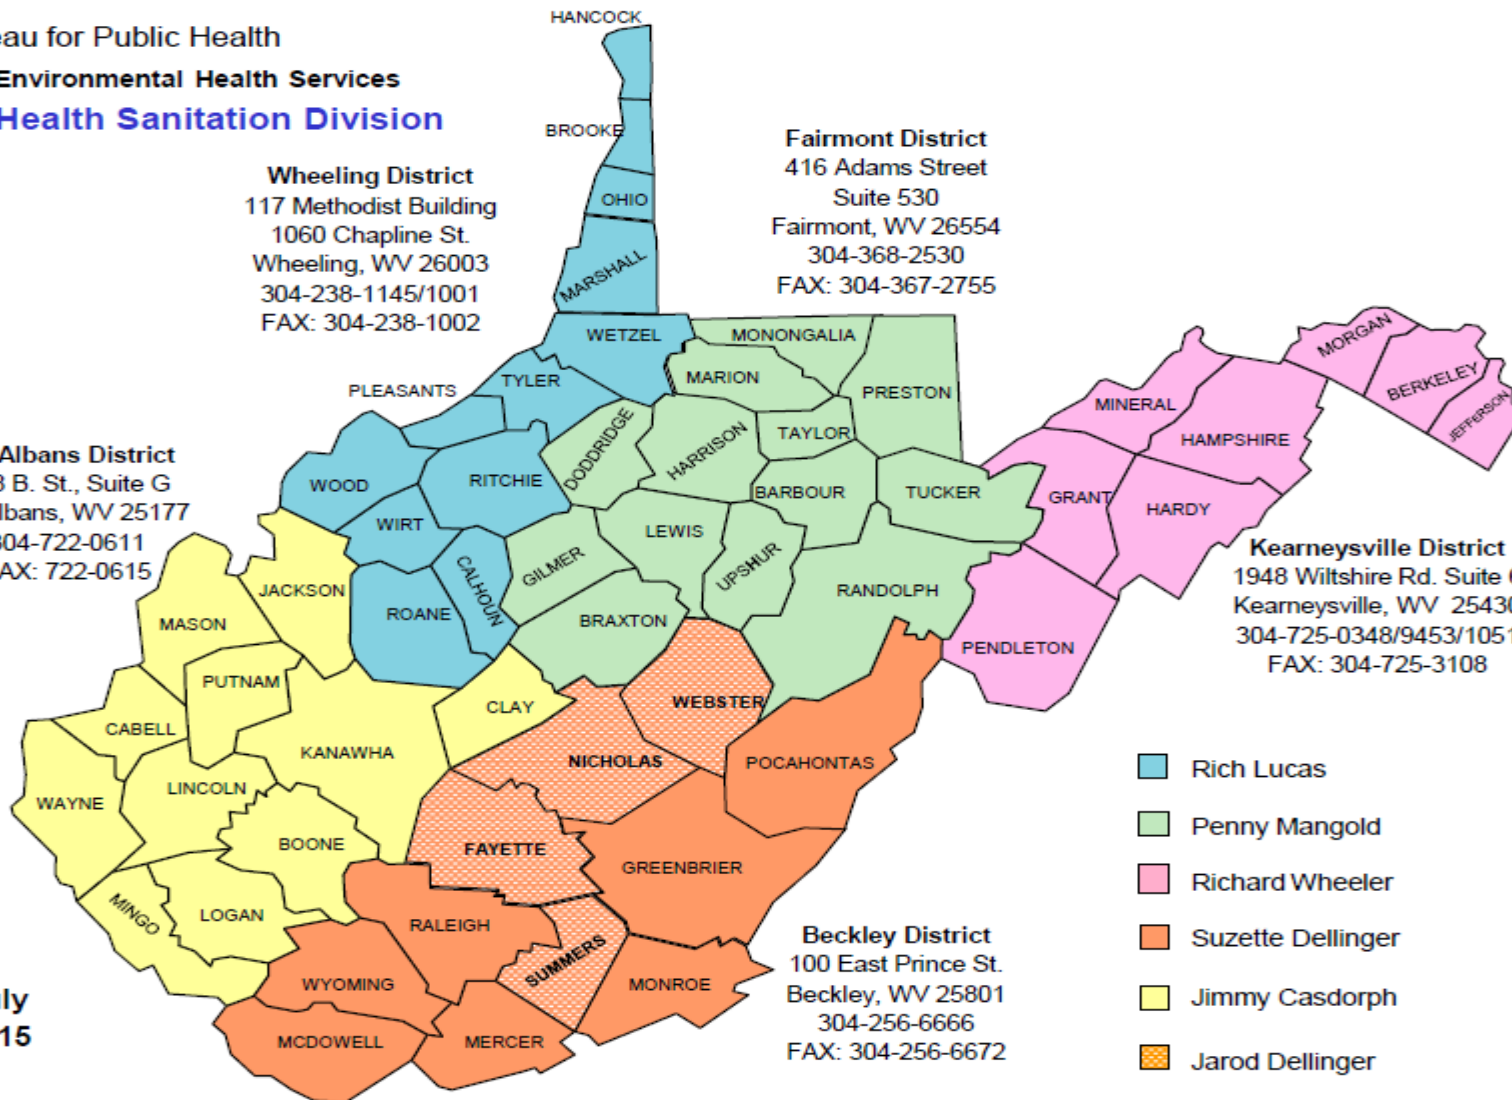 HANCOCK
eau for Public Health
Environmental Health Services
Health Sanitation Division
BROOKE
OHIO
MARSHALL
Wheeling District
117 Methodist Building
1060 Chapline St.
Wheeling, WV 26003
304-238-1145/1001
FAX: 304-238-1002
Fairmont District
416 Adams Street
Suite 530
Fairmont, WV 26554
304-368-2530
FAX: 304-367-2755
WETZEL
MONONGALIA
MORGAN
TYLER
MARION
PRESTON
BERKELEY
PLEASANTS
MINERAL
JEFFERSON
DODDRIDGE
HARRISON
TAYLOR
HAMPSHIRE
Albans District
B. St., Suite G
lbans, WV 25177
304-722-0611
AX: 722-0615
WOOD
RITCHIE
BARBOUR
TUCKER
GRANT
HARDY
WIRT
LEWIS
CALHOUN
GILMER
UPSHUR
JACKSON
ROANE
RANDOLPH
MASON
BRAXTON
PENDLETON
Kearneysville District
1948 Wiltshire Rd. Suite
Kearneysville, WV 25430
304-725-0348/9453/1051
FAX: 304-725-3108
PUTNAM
CLAY
WEBSTER
CABELL
KANAWHA
NICHOLAS
POCAHONTAS
WAYNE
LINCOLN
BOONE
FAYETTE
GREENBRIER
MINGO
LOGAN
RALEIGH
SUMMERS
WYOMING
MONROE
MCDOWELL
MERCER
Beckley District
100 East Prince St.
Beckley, WV 25801
304-256-6666
FAX: 304-256-6672
Rich Lucas
Penny Mangold
Richard Wheeler
Suzette Dellinger
Jimmy Casdorph
Jarod Dellinger
ly
15